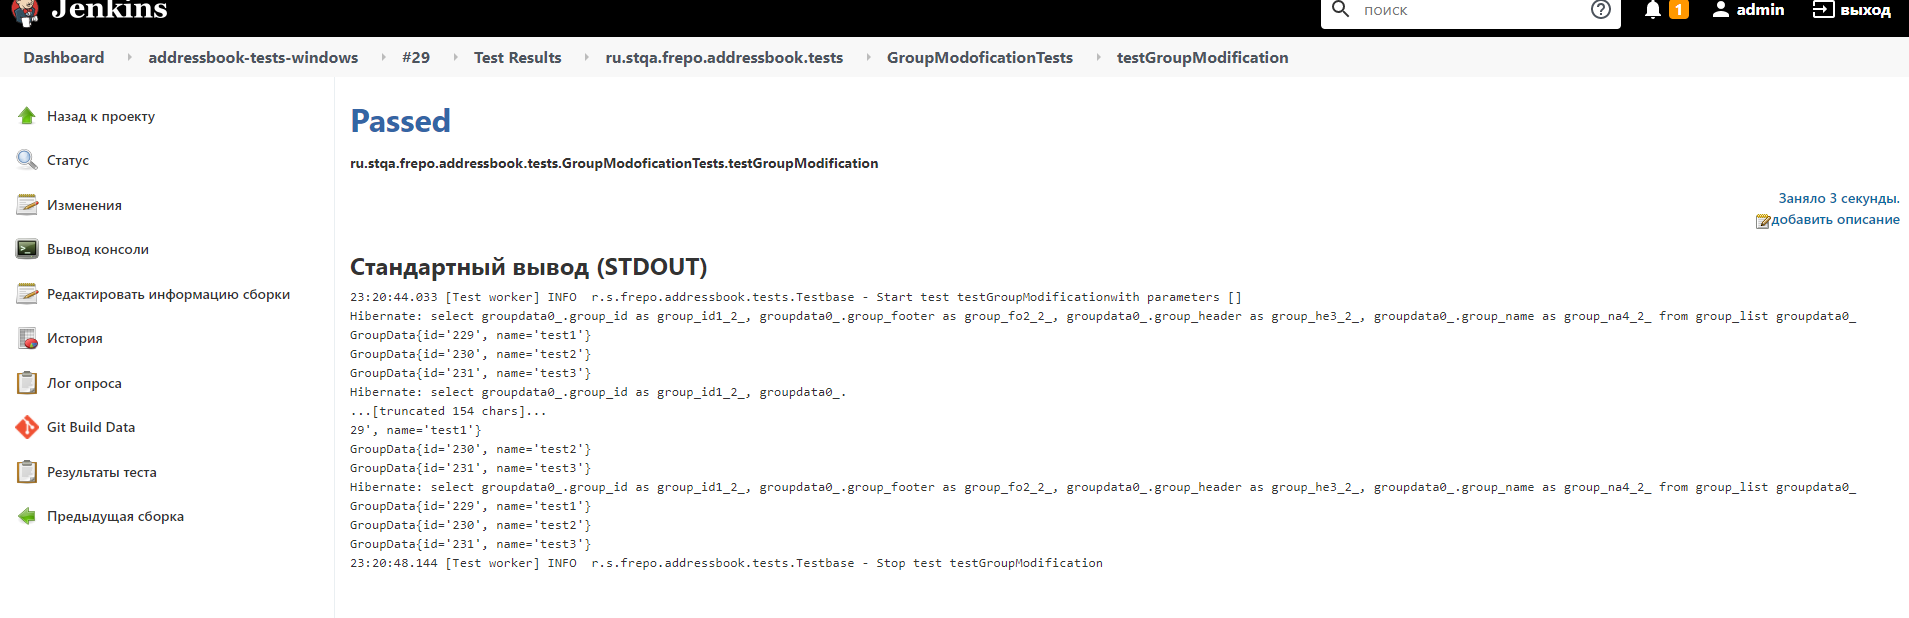 Jenkins
поиск
1
admin
выход
Dashboard
addressbook-tests-windows
#29
Test Results
ru.stqa.frepo.addressbook.tests
GroupModoficationTests
testGroupModification
Назад к проекту
Статус
Изменения
Вывод консоли
Редактировать информацию сборки
История
Лог опроса
Git Build Data
Результаты теста
Предыдущая сборка
Passed
ru.stqa.frepo.addressbook.tests.GroupModoficationTests.testGroupModification
Заняло 3 секунды.
добавить описание
Стандартный вывод (STDOUT)
23:20:44.033 [Test worker] INFO  r.s.frepo.addressbook.tests.Testbase - Start test testGroupModificationwith parameters []
Hibernate: select groupdata0_.group_id as group_id1_2_, groupdata0_.group_footer as group_fo2_2_, groupdata0_.group_header as group_he3_2_, groupdata0_.group_name as group_na4_2_ from group_list groupdata0_
GroupData{id='229', name='test1'}
GroupData{id='230', name='test2'}
GroupData{id='231', name='test3'}
Hibernate: select groupdata0_.group_id as group_id1_2_, groupdata0_.
...[truncated 154 chars]...
29', name='test1'}
GroupData{id='230', name='test2'}
GroupData{id='231', name='test3'}
Hibernate: select groupdata0_.group_id as group_id1_2_, groupdata0_.group_footer as group_fo2_2_, groupdata0_.group_header as group_he3_2_, groupdata0_.group_name as group_na4_2_ from group_list groupdata0_
GroupData{id='229', name='test1'}
GroupData{id='230', name='test2'}
GroupData{id='231', name='test3'}
23:20:48.144 [Test worker] INFO  r.s.frepo.addressbook.tests.Testbase - Stop test testGroupModification